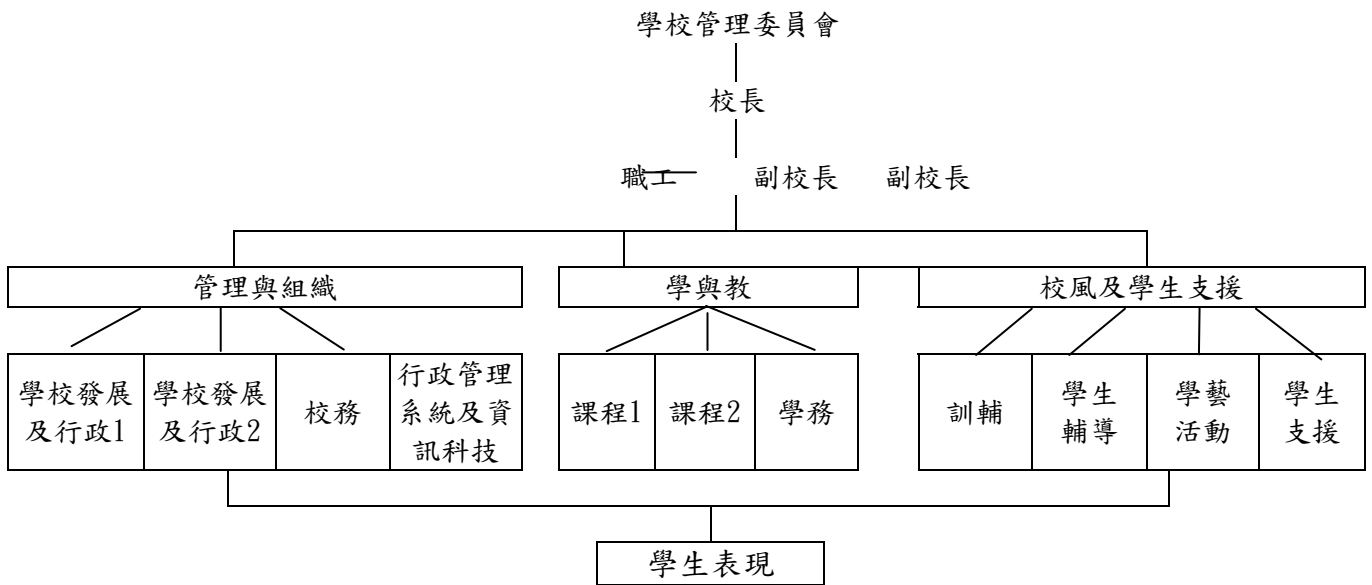 學校管理委員會
校長
職工 副校長 副校長
管理與組織 學與教 校風及學生支援
學校發展
及行政1
學校發展
及行政2
校務
行政管理
系統及資
訊科技
課程1
課程2
學務
訓輔
學生
輔導
學藝
活動
學生
支援
學生表現